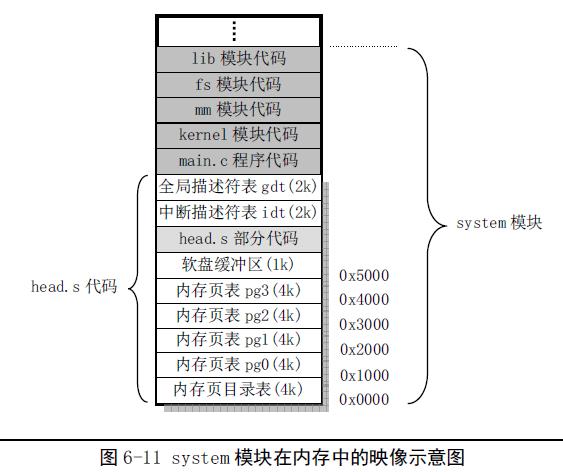 lib 模块代码
fs 模块代码
mm 模块代码
kernel 模块代码
main.c 程序代码
全局描述符表 gdt(2k)
中断描述符表 idt(2k)
head.s 部分代码
软盘缓冲区(1k)
内存页表 pg3(4k)
内存页表 pg2(4k)
内存页表 pg1(4k)
内存页表 pg0(4k)
内存页目录表(4k)
head.s 代码
0x5000
0x4000
0x3000
0x2000
0x1000
0x0000
system 模块
图 6-11 system 模块在内存中的映像示意图